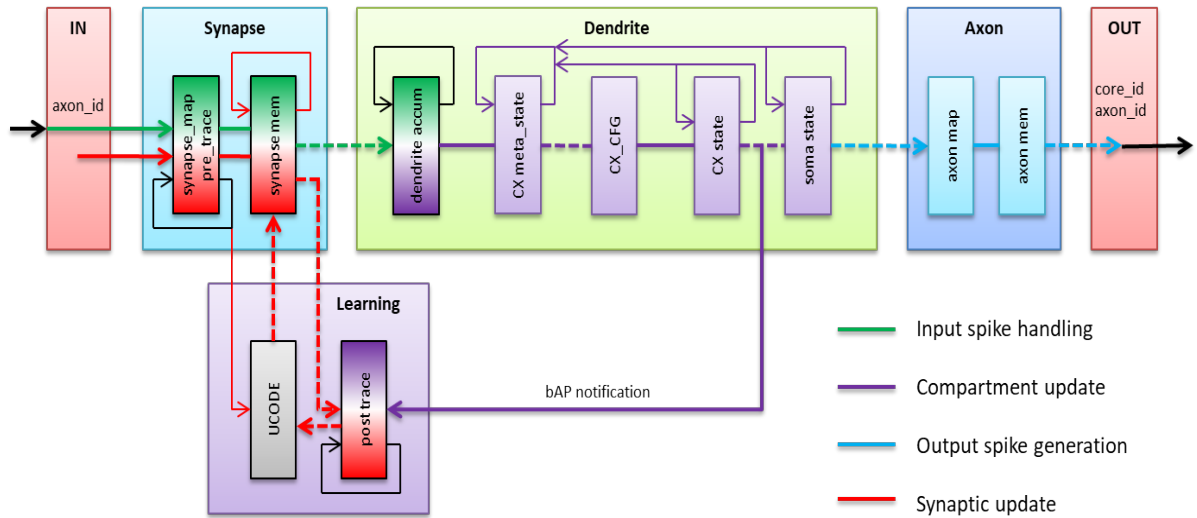 IN
Synapse
Dendrite
Axon
OUT
axon_id
synapse_map
pre_trace
synapse mem
dendrite accum
CX meta_state
CX_CFG
CX state
soma state
axon map
axon mem
core_id
axon_id
Learning
UCODE
post trace
bAP notification
Input spike handling
Compartment update
Output spike generation
Synaptic update